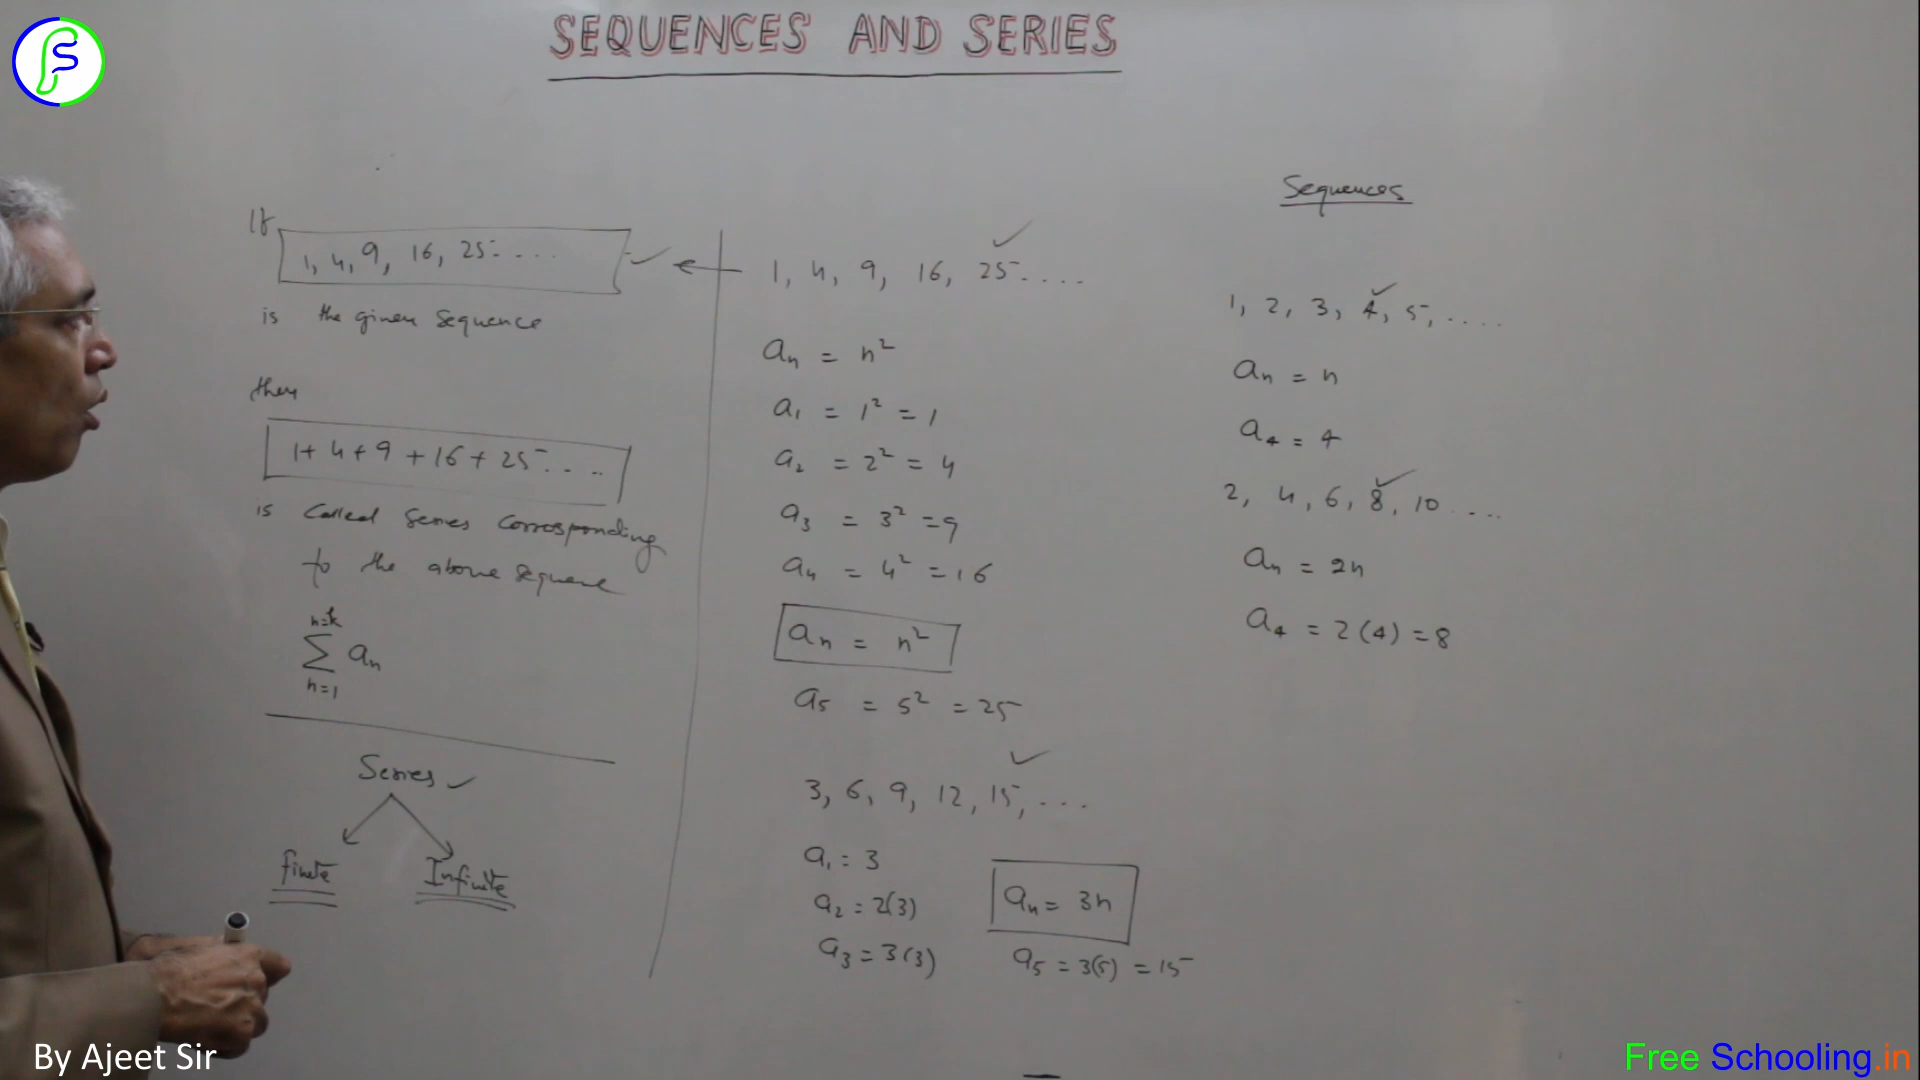 SEQUENCES AND SERIES
If
1, 4, 9, 16, 25. . . .
is the given sequence
then
1+ 4+9 +16+ 25. . . .
is called series corresponding
to the above sequence
n=k
∑ an
n=1
Series ✓
finite
Infinite
1, 4, 9, 16, 25. . . .
an = n²
a1 = 1² = 1
a2 = 2² = 4
a3 = 3² =9
a4 = 4² =16
an = n²
a5 = 5² = 25
3, 6, 9, 12, 15, . . .
a1 = 3
a2 = 2(3)
a3 = 3(3)
an = 3n
a5 = 3(5) = 15
Sequences
1, 2, 3, 4, 5, . . . .
an = n
a4 = 4
2, 4, 6, 8, 10 . . . .
an = 2n
a4 = 2(4) = 8
By Ajeet Sir
Free Schooling.in